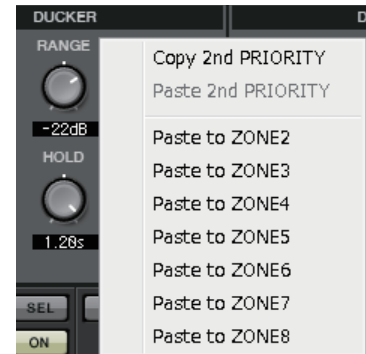 DUCKER
D
RANGE
-22dB
HOLD
1.20s
SEL
ON
Copy 2nd PRIORITY
Paste 2nd PRIORITY
Paste to ZONE2
Paste to ZONE3
Paste to ZONE4
Paste to ZONE5
Paste to ZONE6
Paste to ZONE7
Paste to ZONE8